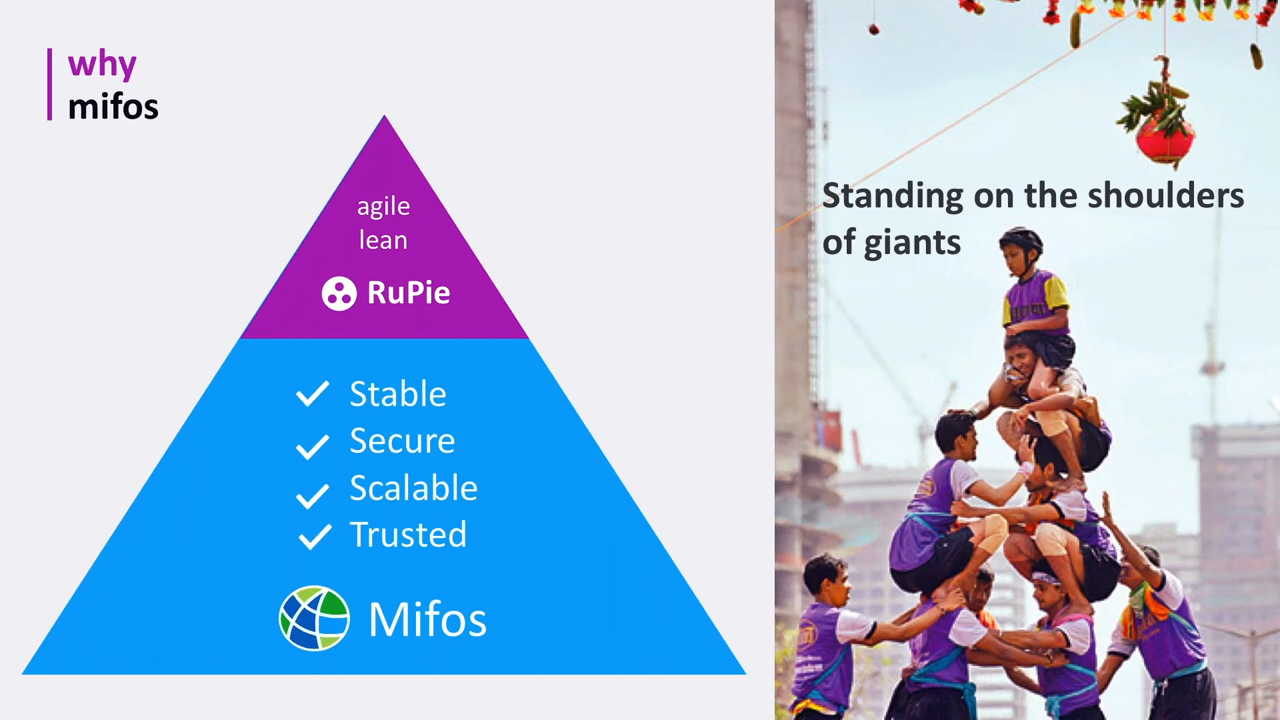 why
mifos
agile
lean
RuPie
Stable
Secure
Scalable
Trusted
Mifos
Standing on the shoulders
of giants